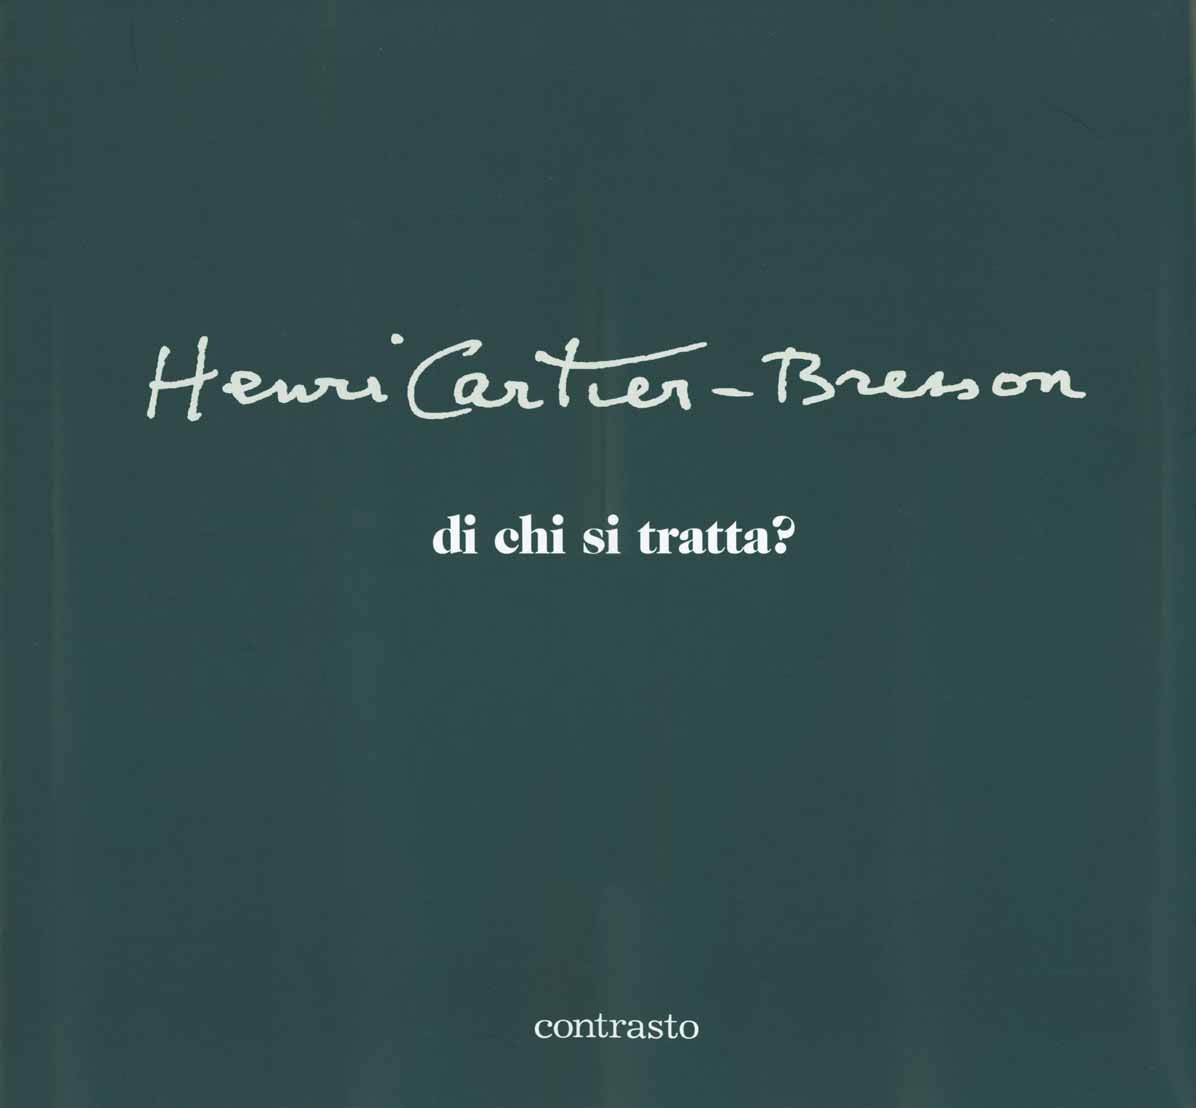 Henri Cartier-Bresson
di chi si tratta?
contrasto